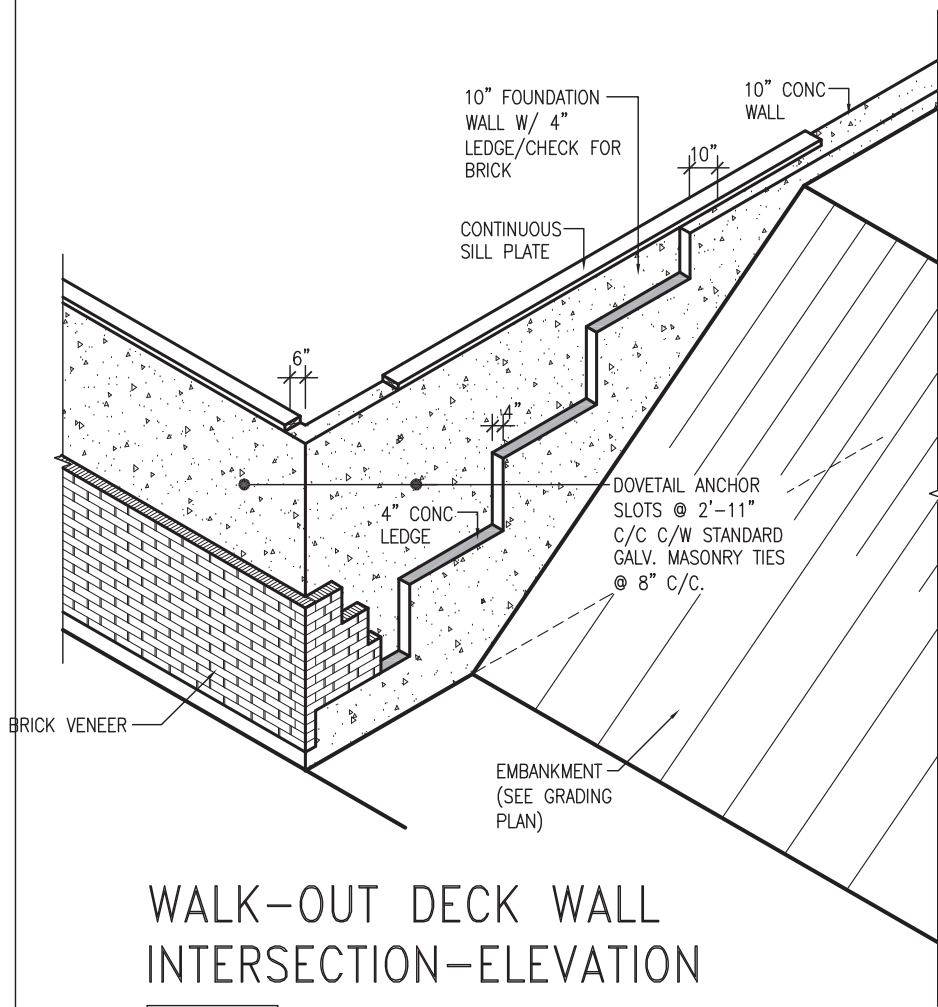 10" FOUNDATION
WALL W/ 4"
LEDGE/CHECK FOR
BRICK
10" CONC
WALL
10"
CONTINUOUS
SILL PLATE
6"
4"
DOVETAIL ANCHOR
SLOTS @ 2'-11"
C/C C/W STANDARD
GALV. MASONRY TIES
@ 8" C/C.
4" CONC
LEDGE
BRICK VENEER
EMBANKMENT
(SEE GRADING
PLAN)
WALK-OUT DECK WALL
INTERSECTION-ELEVATION